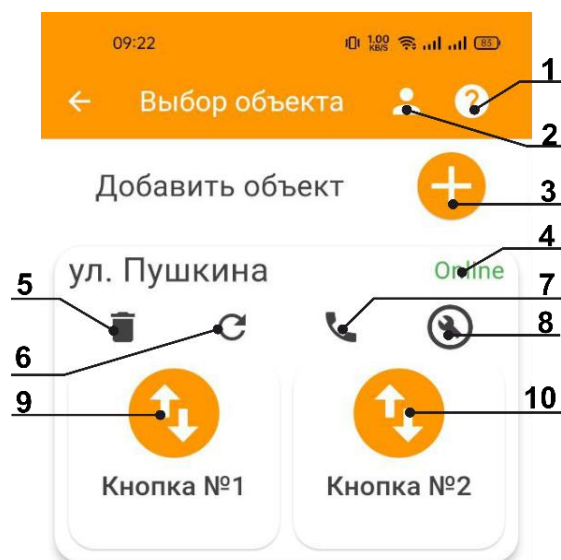 09:22 1.00 KB/S 83
1
← Выбор объекта ?
2
Добавить объект +
3
4
ул. Пушкина Online
5 7
6 8
9 10
Кнопка №1 Кнопка №2